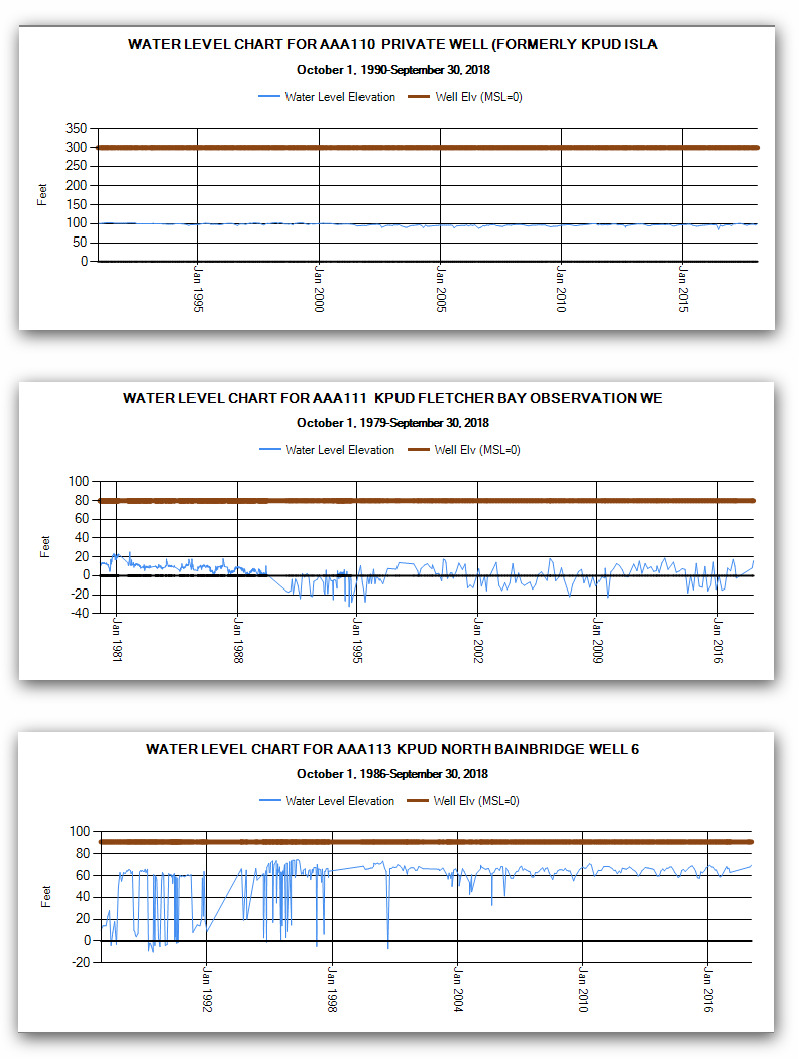 WATER LEVEL CHART FOR AAA110 PRIVATE WELL (FORMERLY KPUD ISLA
October 1, 1990-September 30, 2018
Water Level Elevation Well Elv (MSL=0)
350
300
250
200
150
100
50
0
Feet
Jan 1995 Jan 2000 Jan 2005 Jan 2010 Jan 2015
WATER LEVEL CHART FOR AAA111 KPUD FLETCHER BAY OBSERVATION WE
October 1, 1979-September 30, 2018
Water Level Elevation Well Elv (MSL=0)
100
80
60
40
20
0
-20
-40
Feet
Jan 1981 Jan 1988 Jan 1995 Jan 2002 Jan 2009 Jan 2016
WATER LEVEL CHART FOR AAA113 KPUD NORTH BAINBRIDGE WELL 6
October 1, 1986-September 30, 2018
Water Level Elevation Well Elv (MSL=0)
100
80
60
40
20
0
-20
Feet
Jan 1992 Jan 1998 Jan 2004 Jan 2010 Jan 2016